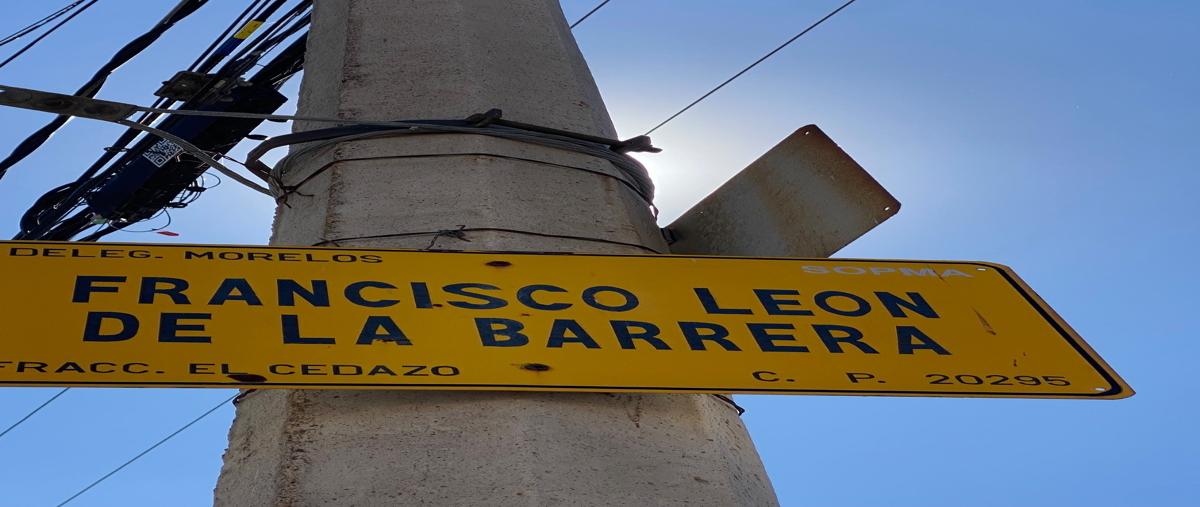 DELEG. MORELOS
SOPMA
FRANCISCO LEON
DE LA BARRERA
FRACC. EL CEDAZO
C. P. 20295